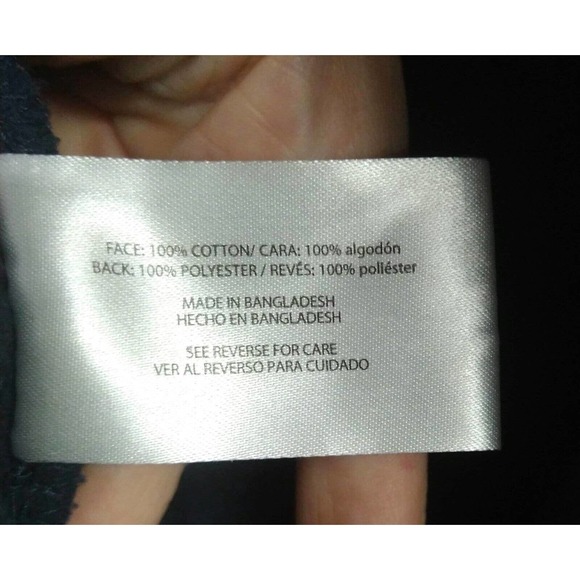 FACE: 100% COTTON/ CARA: 100% algodón
BACK: 100% POLYESTER / REVÉS: 100% poliéster
MADE IN BANGLADESH
HECHO EN BANGLADESH
SEE REVERSE FOR CARE
VER AL REVERSO PARA CUIDADO